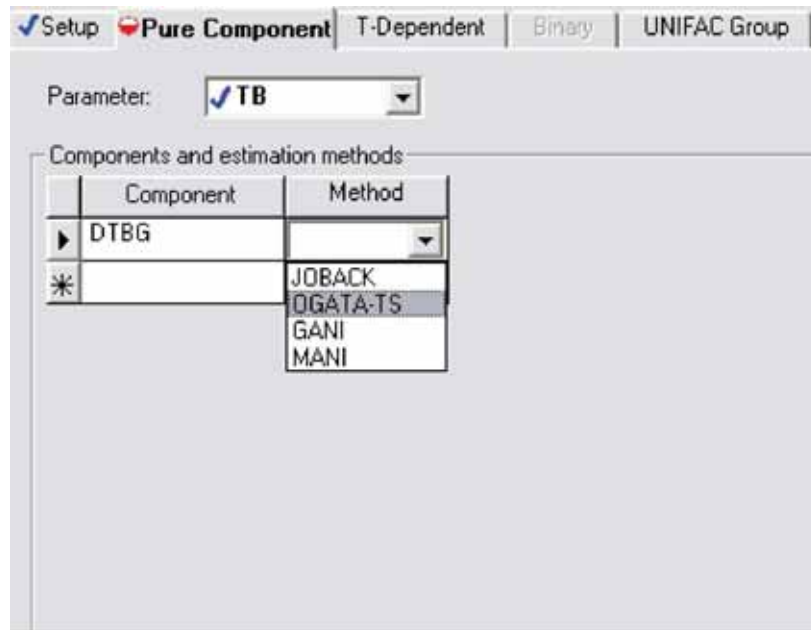 Setup Pure Component T-Dependent Binary UNIFAC Group
Parameter: TB
Components and estimation methods
Component Method
DTBG
JOBACK
OGATA-TS
GANI
MANI